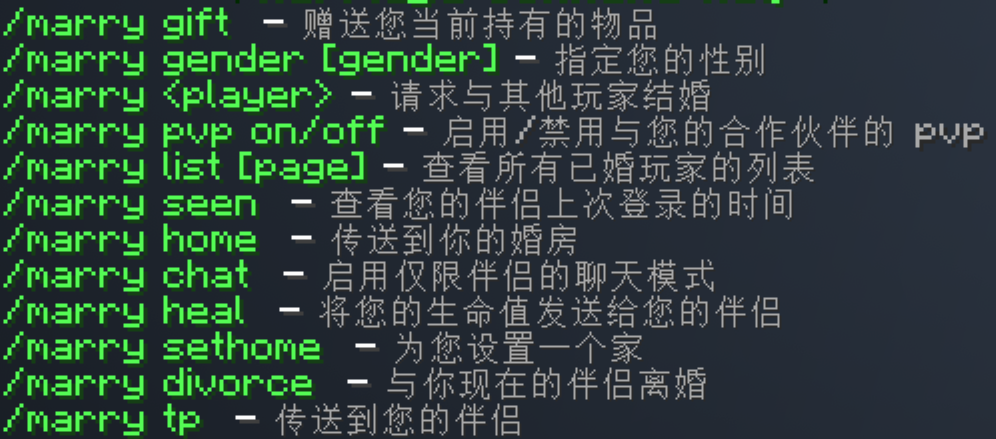 /marry gift – 赠送您当前持有的物品
/marry gender [gender] – 指定您的性别
/marry <player> – 请求与其他玩家结婚
/marry pvp on/off – 启用/禁用与您的合作伙伴的 pvp
/marry list [page] – 查看所有已婚玩家的列表
/marry seen – 查看您的伴侣上次登录的时间
/marry home – 传送到你的婚房
/marry chat – 启用仅限伴侣的聊天模式
/marry heal – 将您的生命值发送给您的伴侣
/marry sethome – 为您设置一个家
/marry divorce – 与你现在的伴侣离婚
/marry tp – 传送到您的伴侣